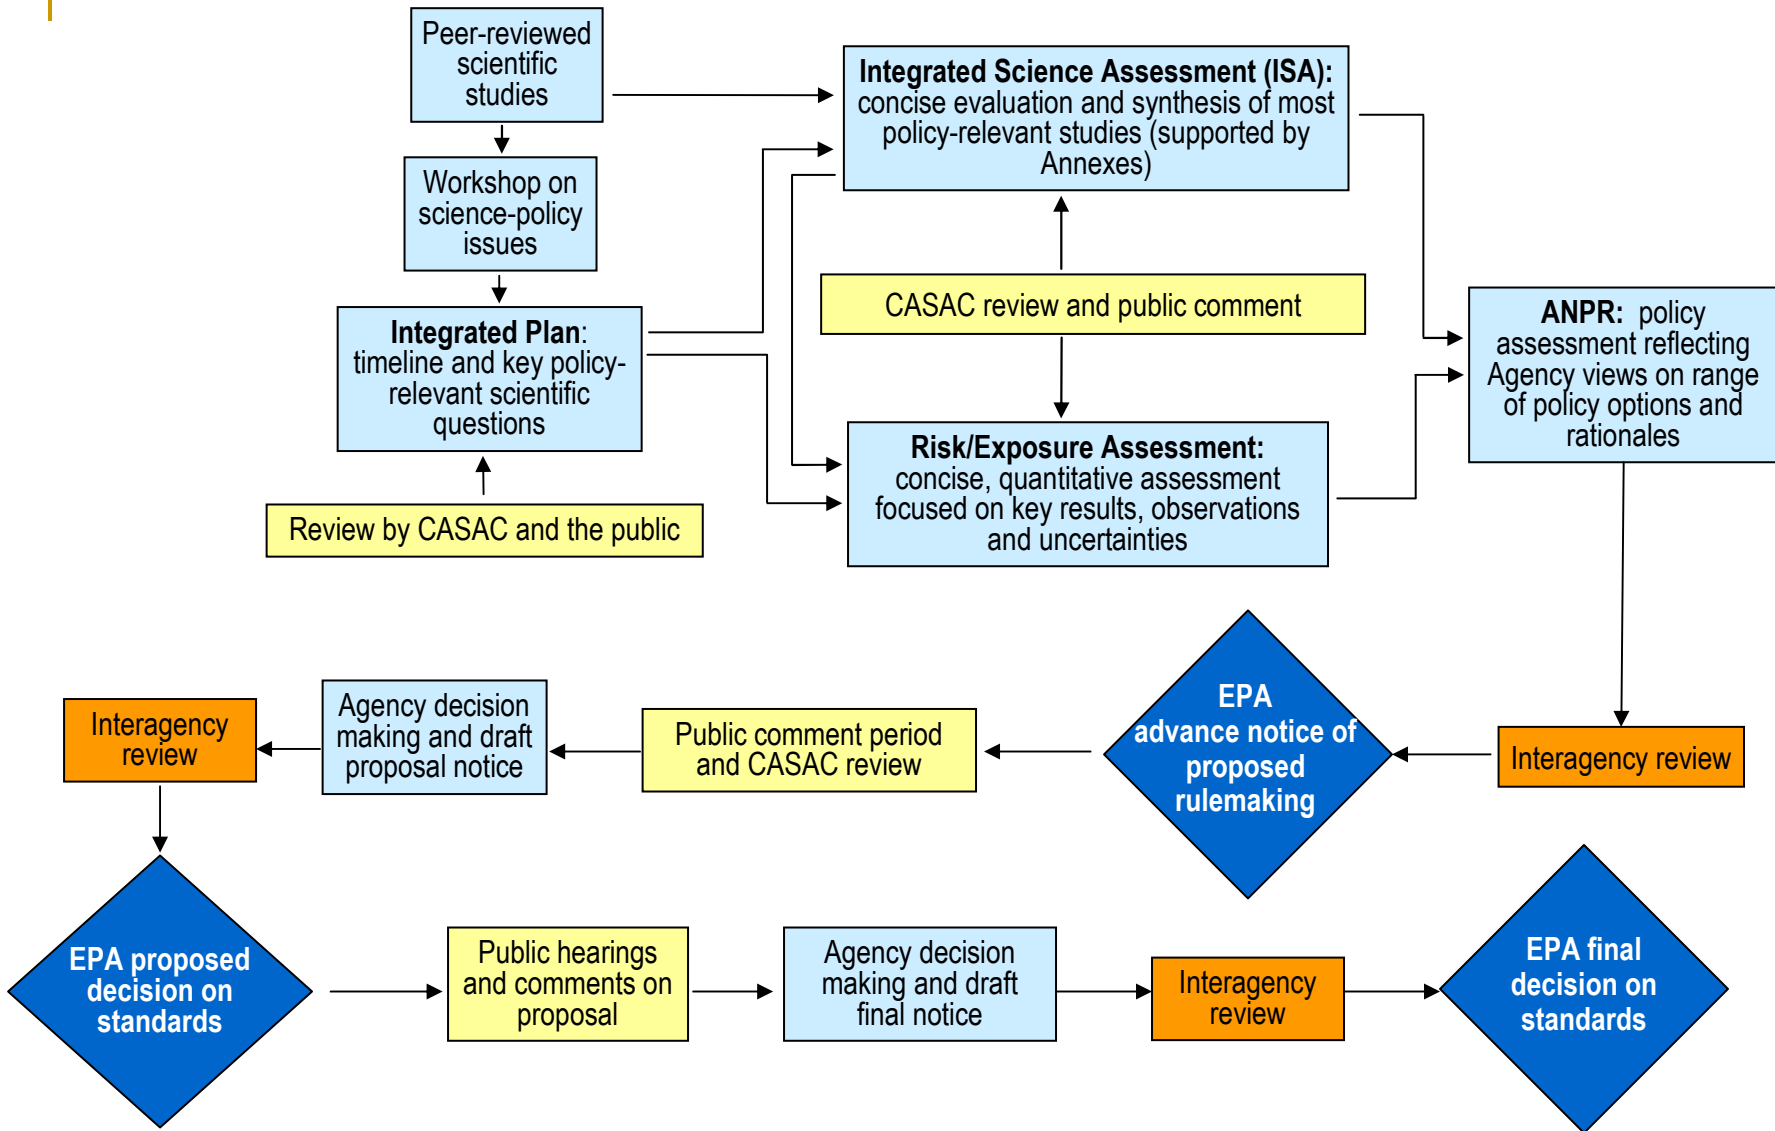 Peer-reviewed
scientific
studies
Integrated Science Assessment (ISA):
concise evaluation and synthesis of most
policy-relevant studies (supported by
Annexes)
Workshop on
science-policy
issues
CASAC review and public comment
Integrated Plan:
timeline and key policy-
relevant scientific
questions
ANPR: policy
assessment reflecting
Agency views on range
of policy options and
rationales
Risk/Exposure Assessment:
concise, quantitative assessment
focused on key results, observations
and uncertainties
Review by CASAC and the public
Interagency review
EPA
advance notice of
proposed
rulemaking
Public comment period
and CASAC review
Agency decision
making and draft
proposal notice
Interagency
review
EPA proposed
decision on
standards
Public hearings
and comments on
proposal
Agency decision
making and draft
final notice
Interagency
review
EPA final
decision on
standards